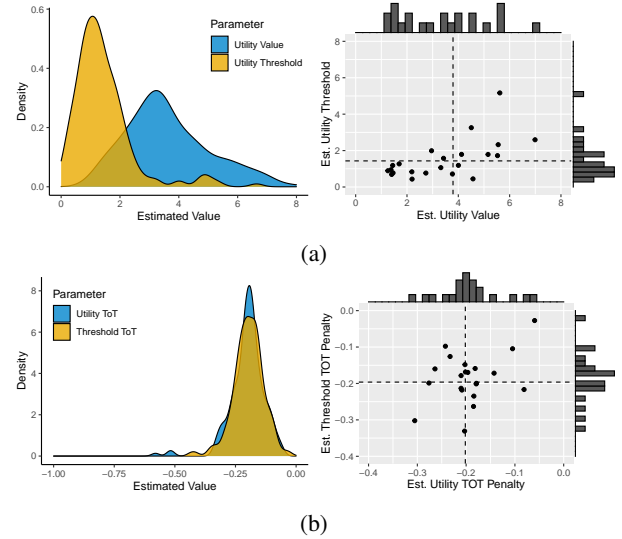 Parameter
Utility Value
Utility Threshold
Density
0.6
0.4
0.2
0.0
0 2 4 6 8
Estimated Value
Est. Utility Threshold
8
6
4
2
0
0 2 4 6 8
Est. Utility Value
(a)
Parameter
Utility ToT
Threshold ToT
Density
8
6
4
2
0
−1.00 −0.75 −0.50 −0.25 0.00
Estimated Value
Est. Threshold TOT Penalty
0.0
−0.1
−0.2
−0.3
−0.4
−0.4 −0.3 −0.2 −0.1 0.0
Est. Utility TOT Penalty
(b)